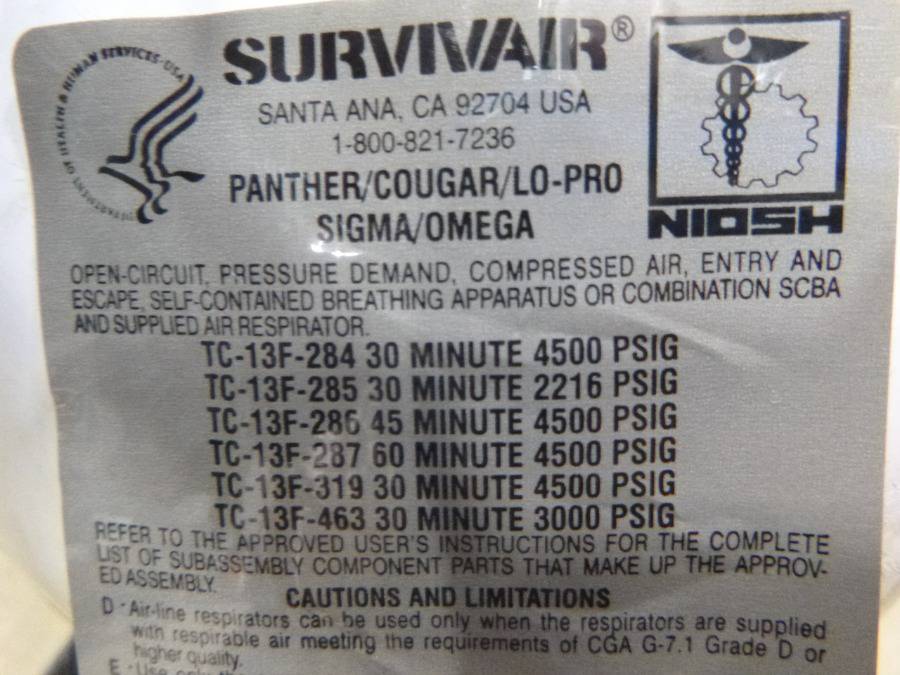 DEPARTMENT OF HEALTH & HUMAN SERVICES·USA
SURVIVAIR®
SANTA ANA, CA 92704 USA
1-800-821-7236
PANTHER/COUGAR/LO-PRO
SIGMA/OMEGA
NIOSH
OPEN-CIRCUIT, PRESSURE DEMAND, COMPRESSED AIR, ENTRY AND
ESCAPE, SELF-CONTAINED BREATHING APPARATUS OR COMBINATION SCBA
AND SUPPLIED AIR RESPIRATOR.
TC-13F-284 30 MINUTE 4500 PSIG
TC-13F-285 30 MINUTE 2216 PSIG
TC-13F-286 45 MINUTE 4500 PSIG
TC-13F-287 60 MINUTE 4500 PSIG
TC-13F-319 30 MINUTE 4500 PSIG
TC-13F-463 30 MINUTE 3000 PSIG
REFER TO THE APPROVED USER'S INSTRUCTIONS FOR THE COMPLETE
LIST OF SUBASSEMBLY COMPONENT PARTS THAT MAKE UP THE APPROV-
ED ASSEMBLY.
CAUTIONS AND LIMITATIONS
D - Air-line respirators can be used only when the respirators are supplied
with respirable air meeting the requirements of CGA G-7.1 Grade D or
higher quality.
E - Use only the